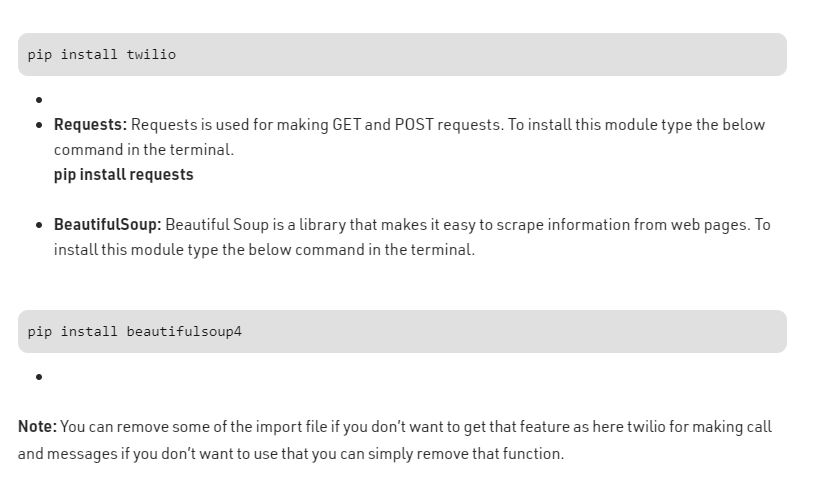 pip install twilio
Requests: Requests is used for making GET and POST requests. To install this module type the below
command in the terminal.
pip install requests
BeautifulSoup: Beautiful Soup is a library that makes it easy to scrape information from web pages. To
install this module type the below command in the terminal.
pip install beautifulsoup4
Note: You can remove some of the import file if you don’t want to get that feature as here twilio for making call
and messages if you don’t want to use that you can simply remove that function.